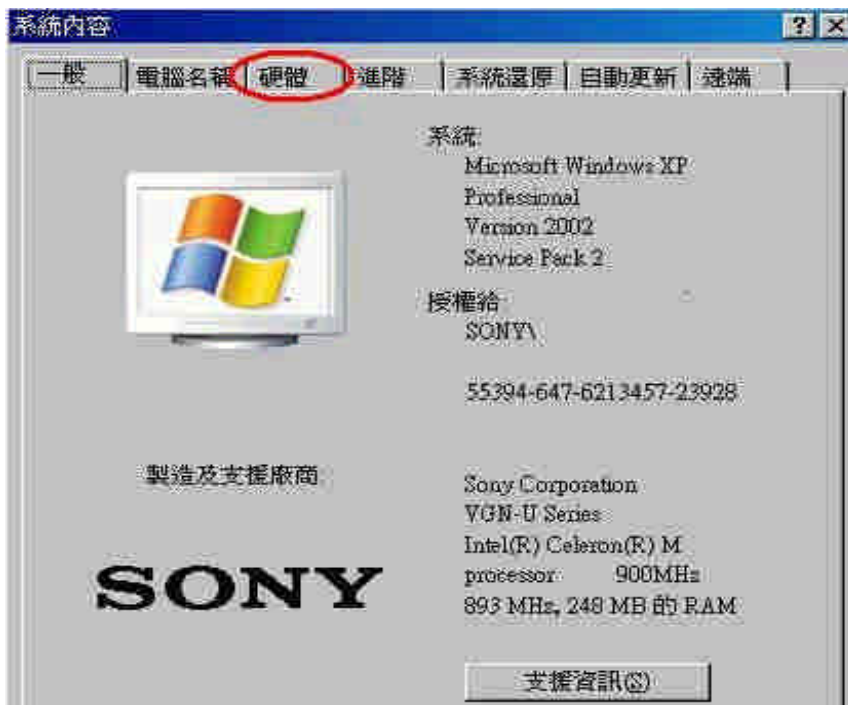 系統內容
一般 電腦名稱 硬體 進階 系統還原 自動更新 遠端
系統:
Microsoft Windows XP
Professional
Version 2002
Service Pack 2
授權給:
SONY\
55394-647-6213457-23928
製造及支援廠商:
Sony Corporation
VGN-U Series
Intel(R) Celeron(R) M
processor 900MHz
SONY
893 MHz, 248 MB 的 RAM
支援資訊(S)